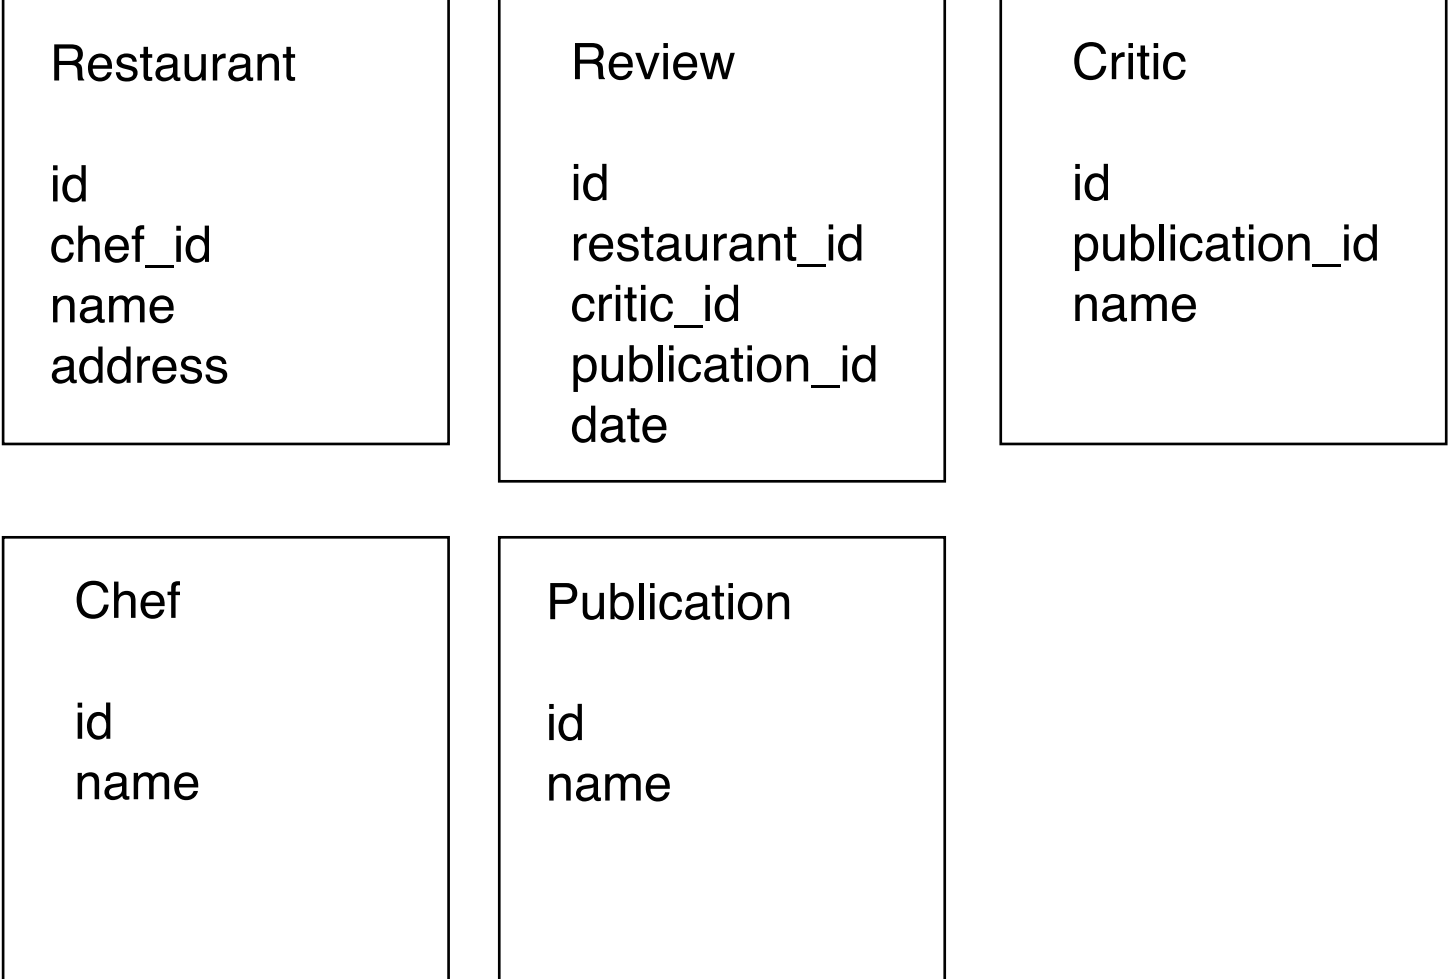 Restaurant
id
chef_id
name
address
Review
id
restaurant_id
critic_id
publication_id
date
Critic
id
publication_id
name
Chef
id
name
Publication
id
name